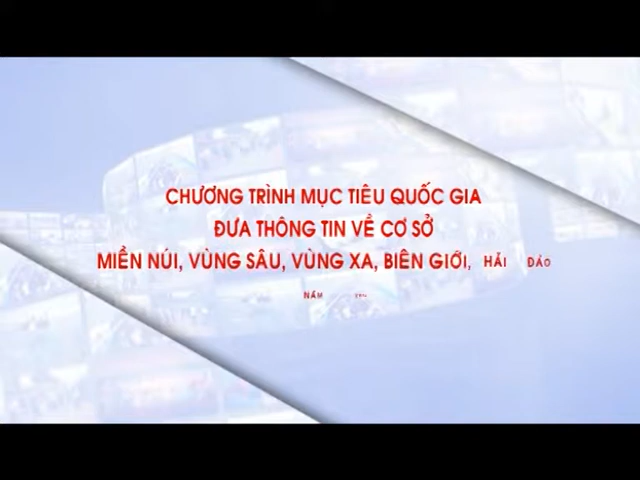 CHƯƠNG TRÌNH MỤC TIÊU QUỐC GIA
ĐƯA THÔNG TIN VỀ CƠ SỞ
MIỀN NÚI, VÙNG SÂU, VÙNG XA, BIÊN GIỚI, HẢI ĐẢO
NĂM